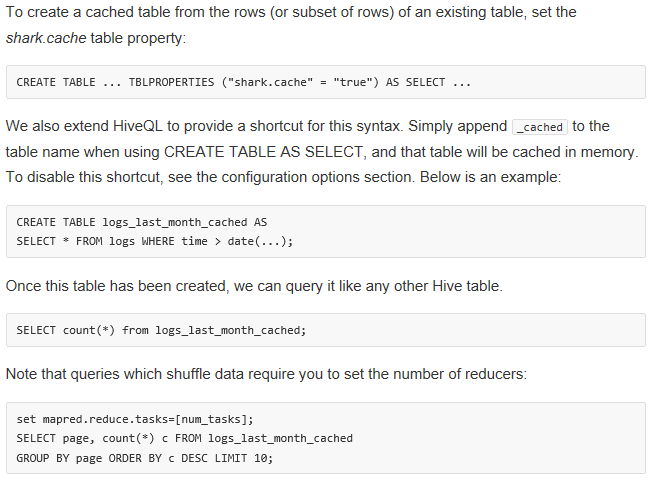 To create a cached table from the rows (or subset of rows) of an existing table, set the
shark.cache table property:
CREATE TABLE ... TBLPROPERTIES ("shark.cache" = "true") AS SELECT ...
We also extend HiveQL to provide a shortcut for this syntax. Simply append _cached to the
table name when using CREATE TABLE AS SELECT, and that table will be cached in memory.
To disable this shortcut, see the configuration options section. Below is an example:
CREATE TABLE logs_last_month_cached AS
SELECT * FROM logs WHERE time > date(...);
Once this table has been created, we can query it like any other Hive table.
SELECT count(*) from logs_last_month_cached;
Note that queries which shuffle data require you to set the number of reducers:
set mapred.reduce.tasks=[num_tasks];
SELECT page, count(*) c FROM logs_last_month_cached
GROUP BY page ORDER BY c DESC LIMIT 10;